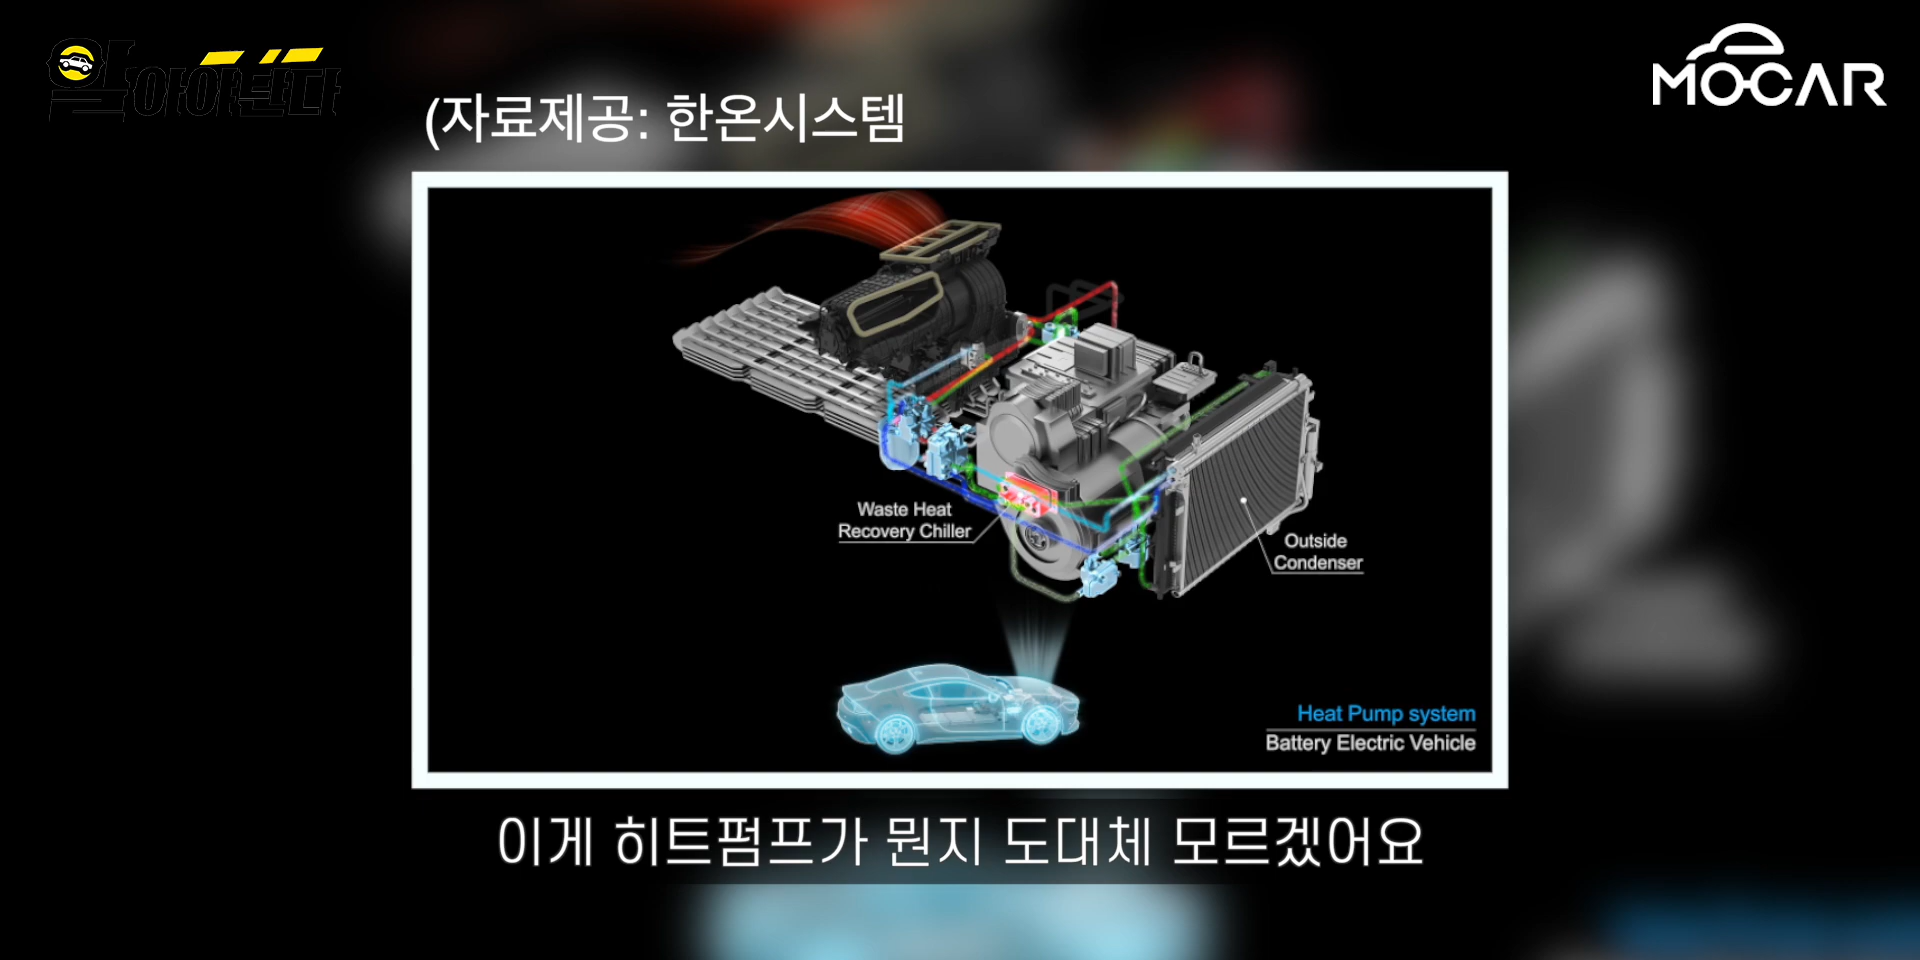 알아야탄다
MOCAR
(자료제공: 한온시스템
Waste Heat
Recovery Chiller
Outside
Condenser
Heat Pump system
Battery Electric Vehicle
이게 히트펌프가 뭔지 도대체 모르겠어요